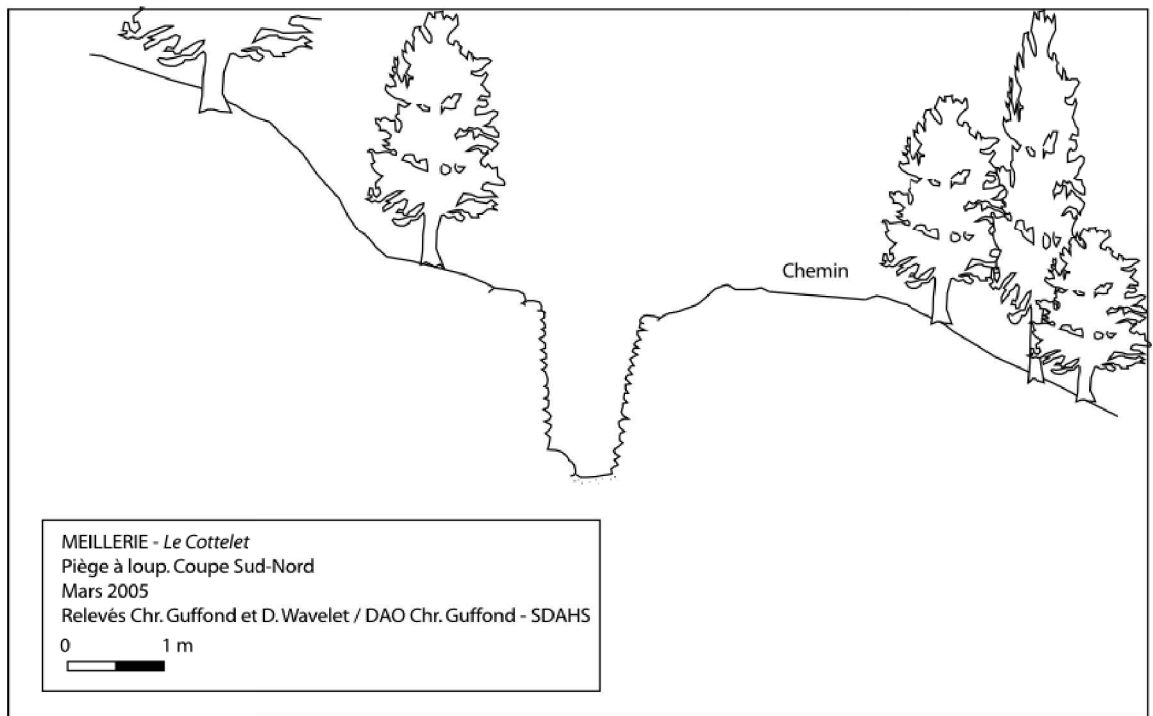 Chemin
MEILLERIE - Le Cottelet
Piège à loup. Coupe Sud-Nord
Mars 2005
Relevés Chr. Guffond et D. Wavelet / DAO Chr. Guffond - SDAHS
0 1 m